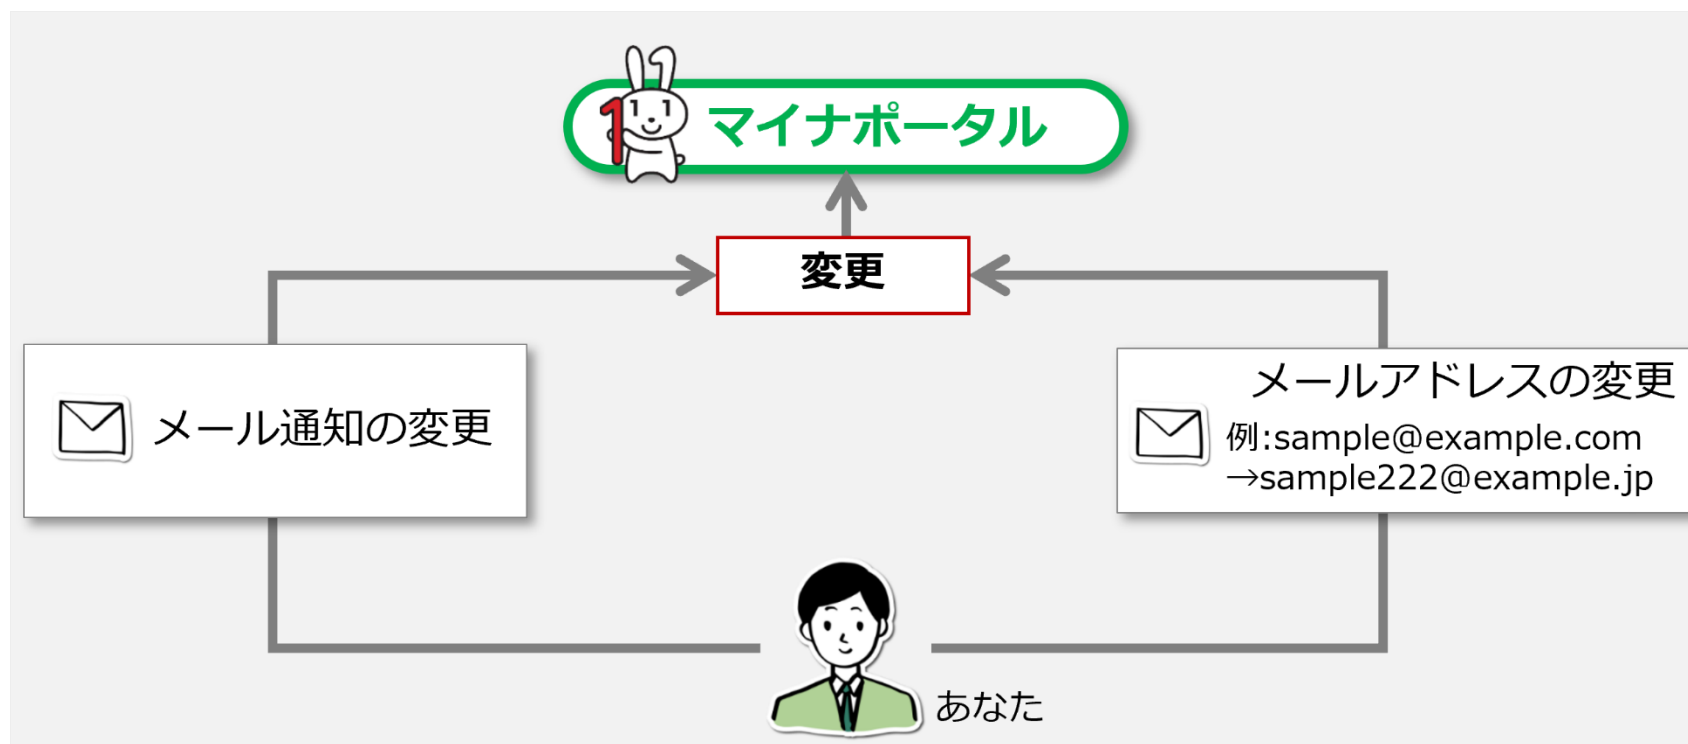 マイナポータル
変更
メール通知の変更
メールアドレスの変更
例:sample@example.com
→sample222@example.jp
あなた